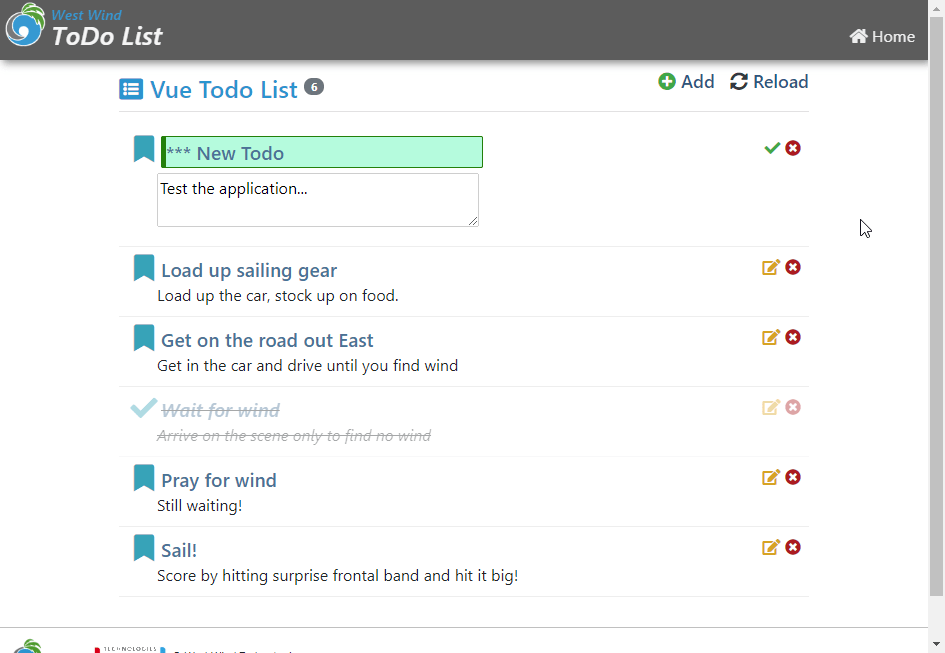 West Wind
ToDo List
Home
Vue Todo List 6
Add Reload
*** New Todo
Test the application...
Load up sailing gear
Load up the car, stock up on food.
Get on the road out East
Get in the car and drive until you find wind
Wait for wind
Arrive on the scene only to find no wind
Pray for wind
Still waiting!
Sail!
Score by hitting surprise frontal band and hit it big!
TECHNOLOGIES